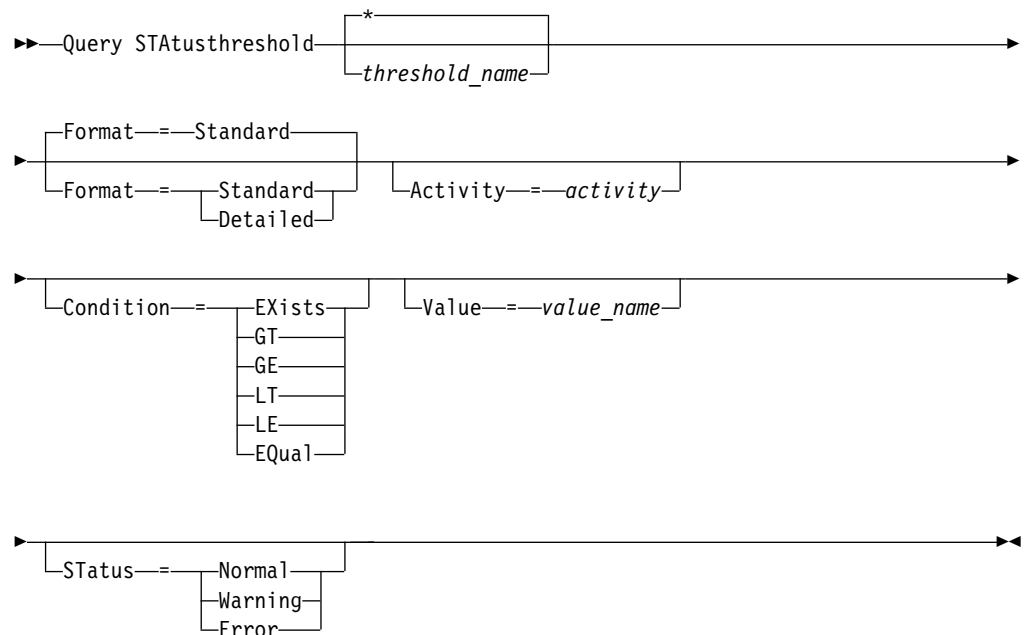 *
Query STAtusthreshold
threshold_name
Format = Standard
Format = Standard Activity = activity
Detailed
Condition = EXists Value = value_name
GT
GE
LT
LE
EQual
STatus = Normal
Warning
Error